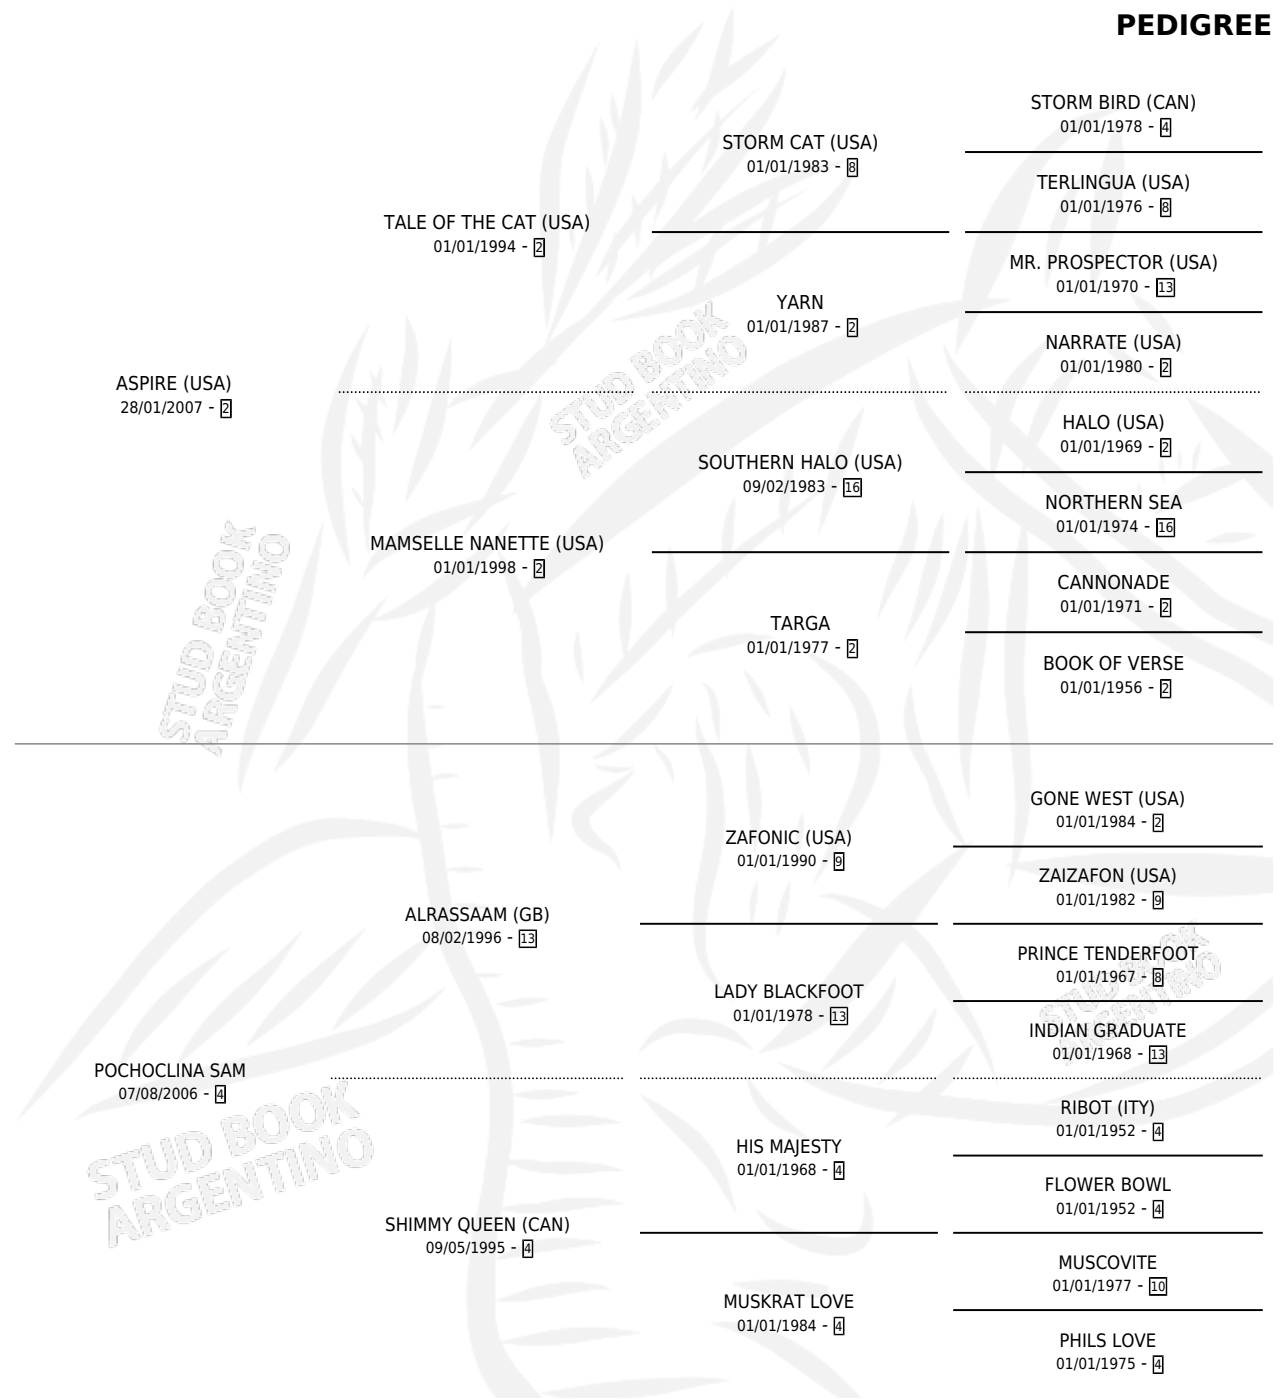 PEDIGREE
STORM BIRD (CAN)
01/01/1978 - 4
STORM CAT (USA)
01/01/1983 - 8
TERLINGUA (USA)
01/01/1976 - 8
TALE OF THE CAT (USA)
01/01/1994 - 2
MR. PROSPECTOR (USA)
01/01/1970 - 13
YARN
01/01/1987 - 2
NARRATE (USA)
01/01/1980 - 2
ASPIRE (USA)
28/01/2007 - 2
HALO (USA)
01/01/1969 - 2
SOUTHERN HALO (USA)
09/02/1983 - 16
NORTHERN SEA
01/01/1974 - 16
MAMSELLE NANETTE (USA)
01/01/1998 - 2
CANNONADE
01/01/1971 - 2
TARGA
01/01/1977 - 2
BOOK OF VERSE
01/01/1956 - 2
GONE WEST (USA)
01/01/1984 - 2
ZAFONIC (USA)
01/01/1990 - 9
ZAIZAFON (USA)
01/01/1982 - 9
ALRASSAAM (GB)
08/02/1996 - 13
PRINCE TENDERFOOT
01/01/1967 - 8
LADY BLACKFOOT
01/01/1978 - 13
INDIAN GRADUATE
01/01/1968 - 13
POCHOCLINA SAM
07/08/2006 - 4
RIBOT (ITY)
01/01/1952 - 4
HIS MAJESTY
01/01/1968 - 4
FLOWER BOWL
01/01/1952 - 4
SHIMMY QUEEN (CAN)
09/05/1995 - 4
MUSCOVITE
01/01/1977 - 10
MUSKRAT LOVE
01/01/1984 - 4
PHILS LOVE
01/01/1975 - 4
STUD BOOK
ARGENTINO
STUD BOOK
ARGENTINO
STUD BOOK
ARGENTINO
STUD BOOK
ARGENTINO